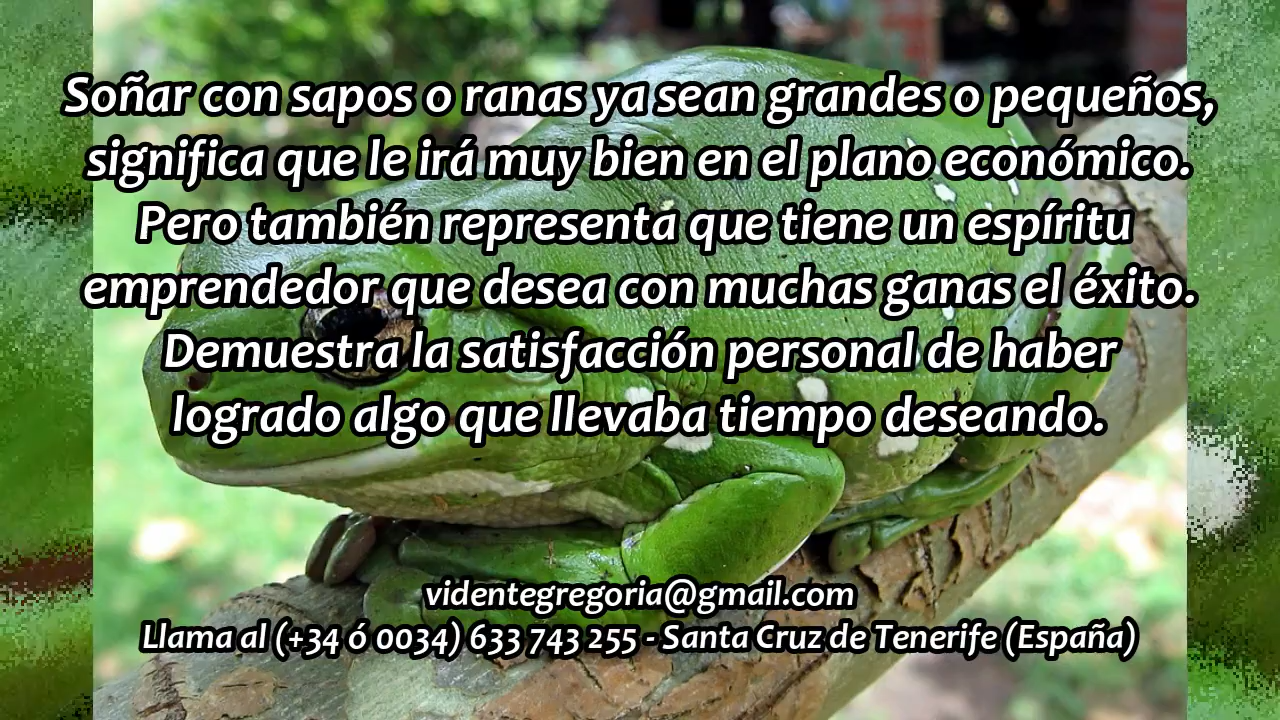 Soñar con sapos o ranas ya sean grandes o pequeños,
significa que le irá muy bien en el plano económico.
Pero también representa que tiene un espíritu
emprendedor que desea con muchas ganas el éxito.
Demuestra la satisfacción personal de haber
logrado algo que llevaba tiempo deseando.
videntegregoria@gmail.com
Llama al (+34 ó 0034) 633 743 255 - Santa Cruz de Tenerife (España)